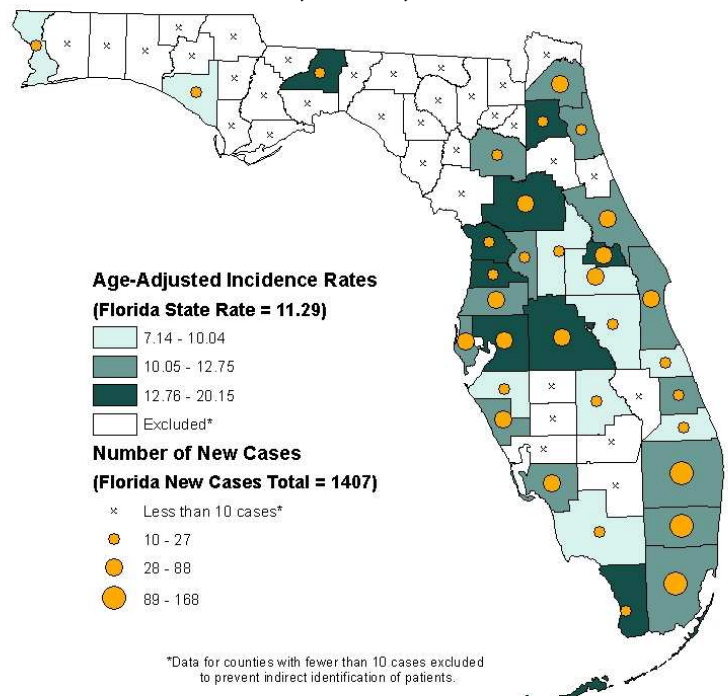 Age-Adjusted Incidence Rates
(Florida State Rate = 11.29)
7.14 - 10.04
10.05 - 12.75
12.76 - 20.15
Excluded*
Number of New Cases
(Florida New Cases Total = 1407)
Less than 10 cases*
10 - 27
28 - 88
89 - 168
*Data for counties with fewer than 10 cases excluded
to prevent indirect identification of patients.